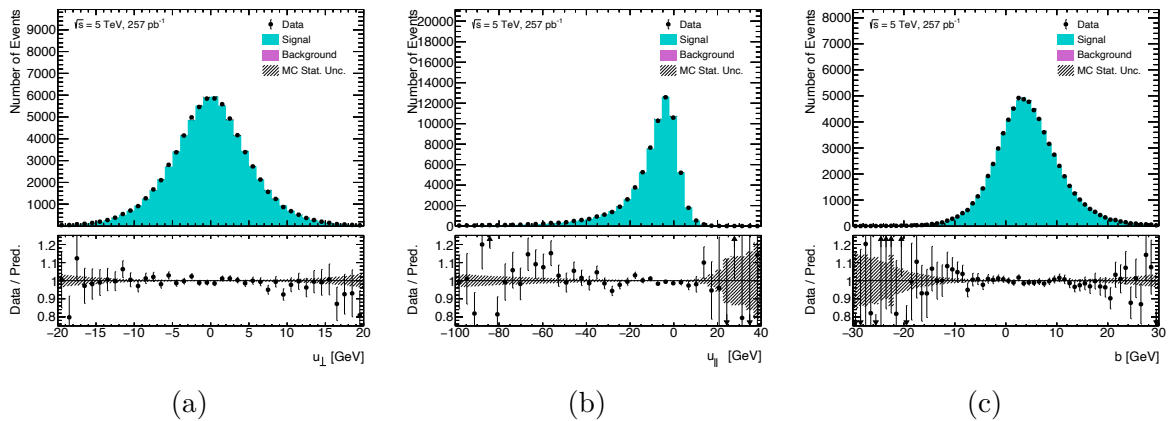 √s = 5 TeV, 257 pb⁻¹
Data
Signal
Background
MC Stat. Unc.
Number of Events
9000
8000
7000
6000
5000
4000
3000
2000
1000
Data / Pred.
1.2
1.1
1
0.9
0.8
−20 −15 −10 −5 0 5 10 15 20
u⊥ [GeV]
(a)
√s = 5 TeV, 257 pb⁻¹
Data
Signal
Background
MC Stat. Unc.
Number of Events
20000
18000
16000
14000
12000
10000
8000
6000
4000
2000
0
Data / Pred.
1.2
1.1
1
0.9
0.8
−100 −80 −60 −40 −20 0 20 40
u∥ [GeV]
(b)
√s = 5 TeV, 257 pb⁻¹
Data
Signal
Background
MC Stat. Unc.
Number of Events
8000
7000
6000
5000
4000
3000
2000
1000
0
Data / Pred.
1.2
1.1
1
0.9
0.8
−30 −20 −10 0 10 20 30
b [GeV]
(c)